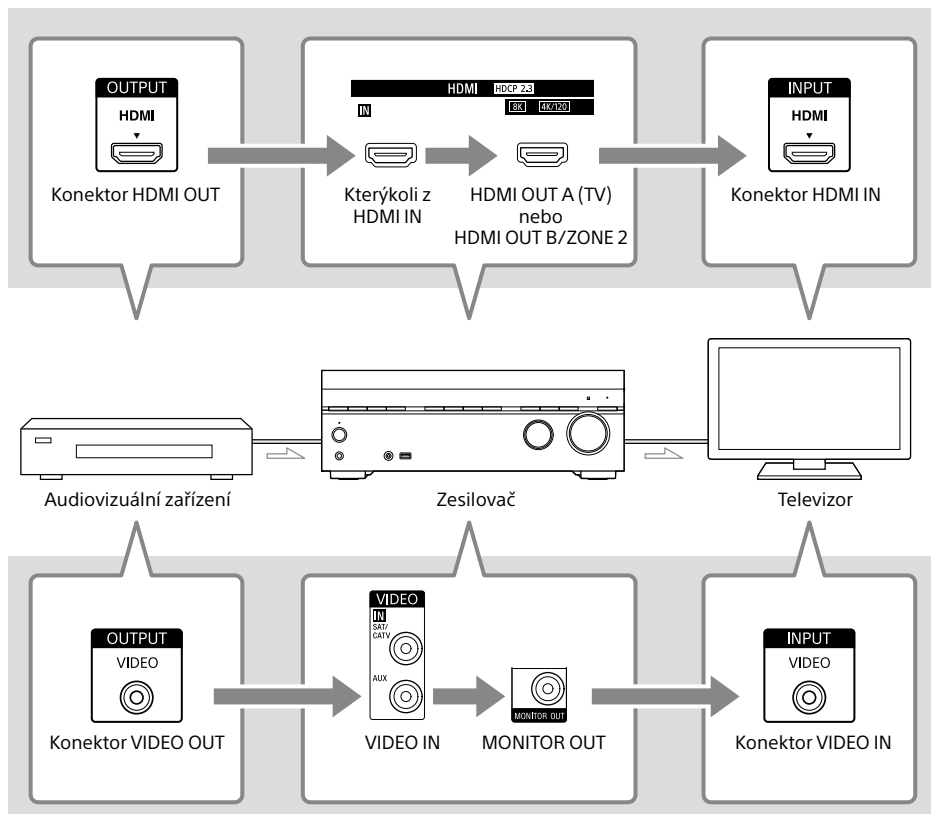 OUTPUT
HDMI
Konektor HDMI OUT
HDMI HDCP 2.3
IN
8K 4K/120
Kterýkoli z
HDMI IN
HDMI OUT A (TV)
nebo
HDMI OUT B/ZONE 2
INPUT
HDMI
Konektor HDMI IN
Audiovizuální zařízení
Zesilovač
Televizor
OUTPUT
VIDEO
Konektor VIDEO OUT
VIDEO
IN
SAT/
CATV
AUX
VIDEO IN
MONITOR OUT
MONITOR OUT
INPUT
VIDEO
Konektor VIDEO IN